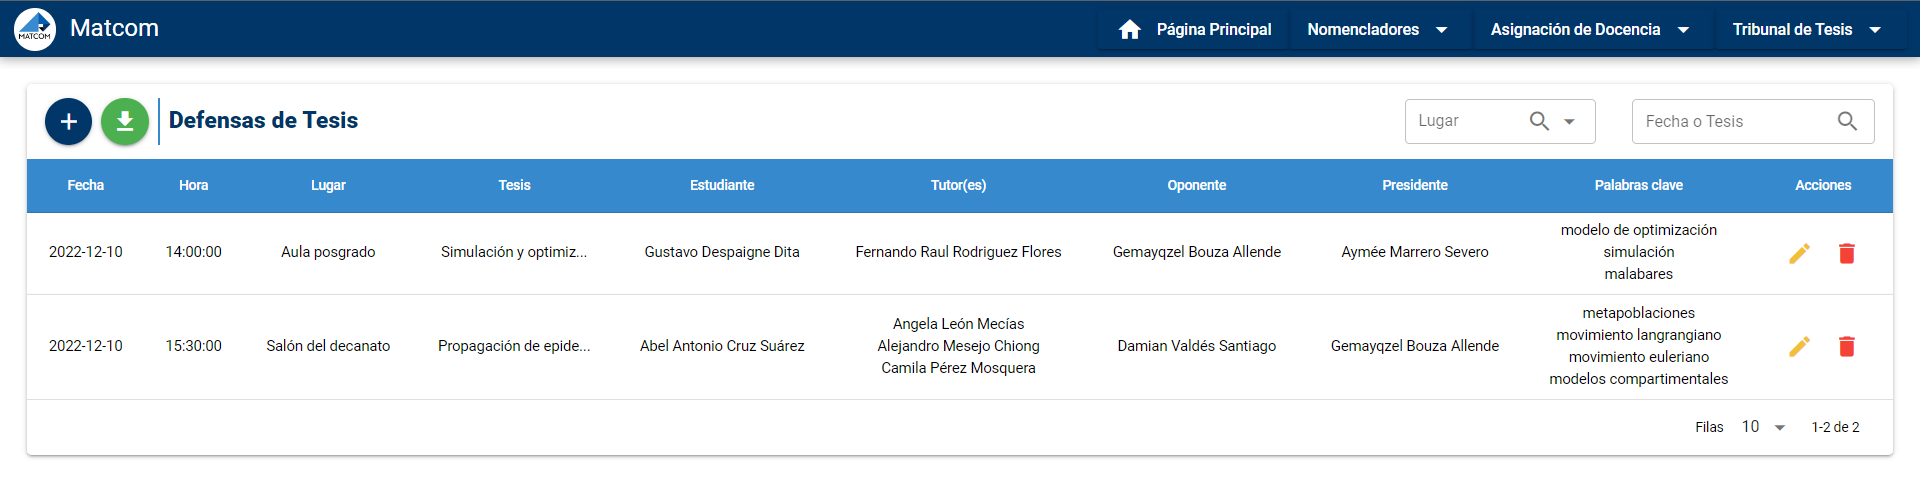 MATCOM
Matcom
Página Principal
Nomencladores
Asignación de Docencia
Tribunal de Tesis
Defensas de Tesis
Lugar
Fecha o Tesis
Fecha Hora Lugar Tesis Estudiante Tutor(es) Oponente Presidente Palabras clave Acciones
2022-12-10 14:00:00 Aula posgrado Simulación y optimiz... Gustavo Despaigne Dita Fernando Raul Rodriguez Flores Gemayqzel Bouza Allende Aymée Marrero Severo
modelo de optimización
simulación
malabares
2022-12-10 15:30:00 Salón del decanato Propagación de epide... Abel Antonio Cruz Suárez
Angela León Mecías
Alejandro Mesejo Chiong
Camila Pérez Mosquera
Damian Valdés Santiago Gemayqzel Bouza Allende
metapoblaciones
movimiento langrangiano
movimiento euleriano
modelos compartimentales
Filas 10 1-2 de 2